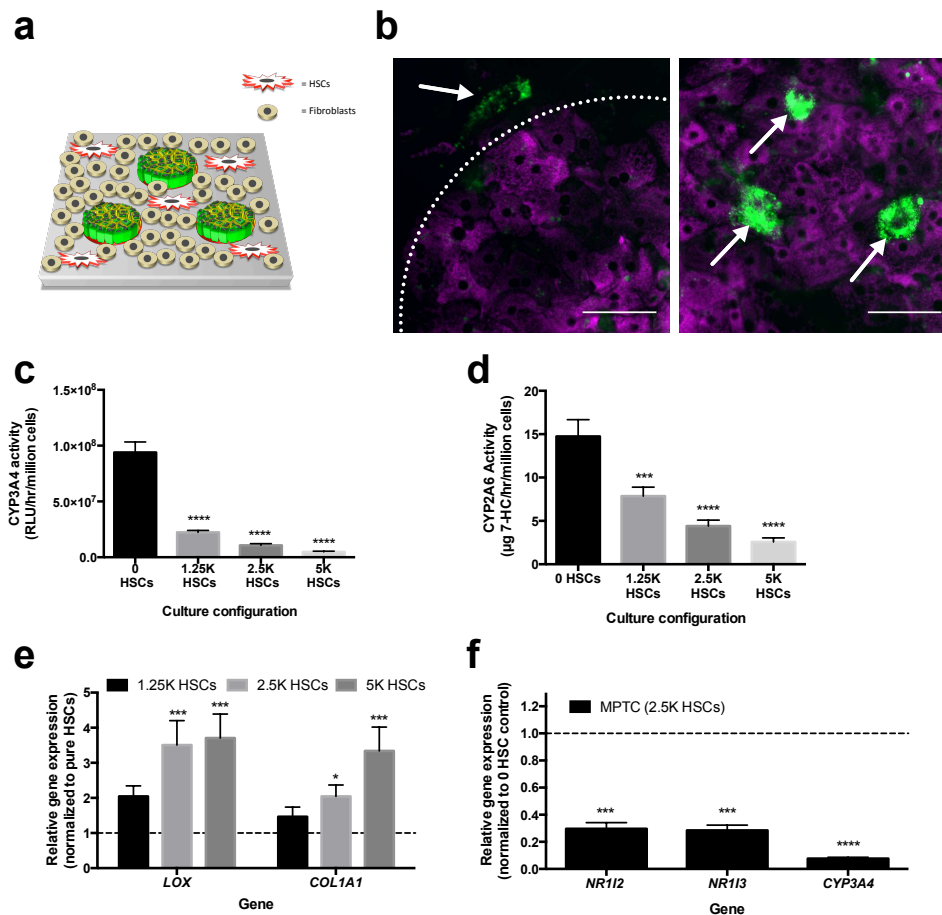 a
= HSCs
= Fibroblasts
b
c
CYP3A4 activity
(RLU/hr/million cells)
1.5×10⁸
1.0×10⁸
5.0×10⁷
0.0
****
****
****
0
HSCs
1.25K
HSCs
2.5K
HSCs
5K
HSCs
Culture configuration
d
CYP2A6 Activity
(µg 7-HC/hr/million cells)
20
15
10
5
0
***
****
****
0 HSCs
1.25K
HSCs
2.5K
HSCs
5K
HSCs
Culture configuration
e
1.25K HSCs
2.5K HSCs
5K HSCs
Relative gene expression
(normalized to pure HSCs)
5
4
3
2
1
0
***
***
*
***
LOX
COL1A1
Gene
f
MPTC (2.5K HSCs)
Relative gene expression
(normalized to 0 HSC control)
1.2
1.0
0.8
0.6
0.4
0.2
0.0
***
***
****
NR1I2
NR1I3
CYP3A4
Gene